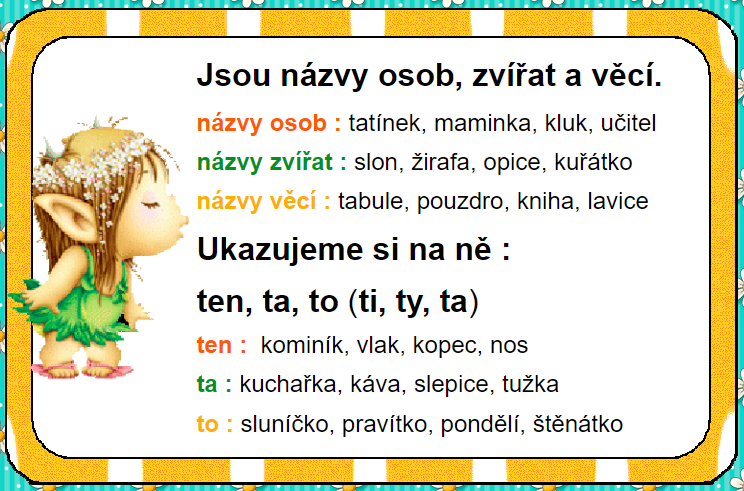 Jsou názvy osob, zvířat a věcí.
názvy osob : tatínek, maminka, kluk, učitel
názvy zvířat : slon, žirafa, opice, kuřátko
názvy věcí : tabule, pouzdro, kniha, lavice
Ukazujeme si na ně :
ten, ta, to (ti, ty, ta)
ten : kominík, vlak, kopec, nos
ta : kuchařka, káva, slepice, tužka
to : sluníčko, pravítko, pondělí, štěnátko